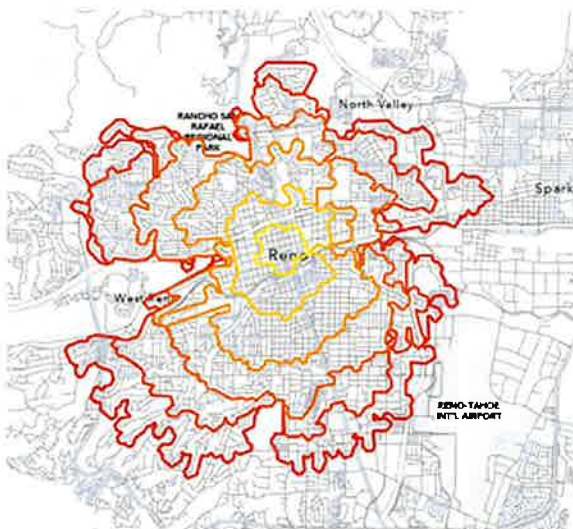 North Valley
RANCHO SAN
RAFAEL
REGIONAL
PARK
Spark
Reno
West
RENO-TAHOE
INT'L AIRPORT